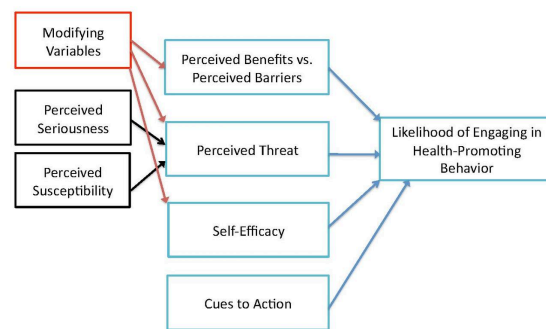 Modifying
Variables
Perceived Benefits vs.
Perceived Barriers
Perceived
Seriousness
Perceived Threat
Likelihood of Engaging in
Health-Promoting
Behavior
Perceived
Susceptibility
Self-Efficacy
Cues to Action